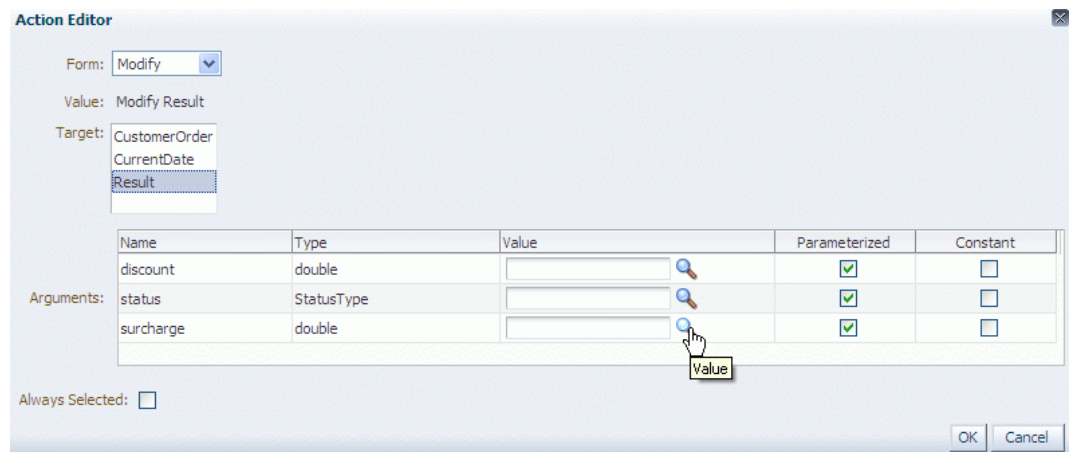 Action Editor
Form: Modify
Value: Modify Result
Target: CustomerOrder
CurrentDate
Result
Name Type Value Parameterized Constant
discount double
Arguments: status StatusType
surcharge double
Value
Always Selected:
OK Cancel